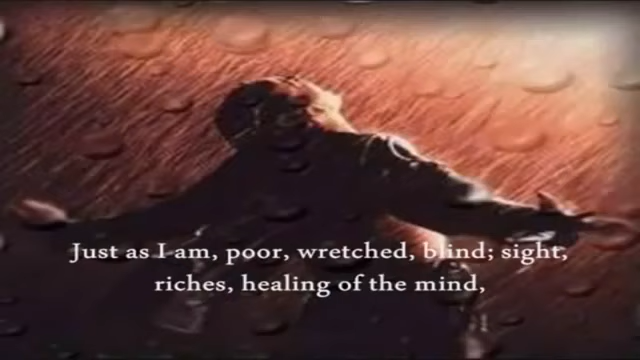 Just as I am, poor, wretched, blind; sight,
riches, healing of the mind,